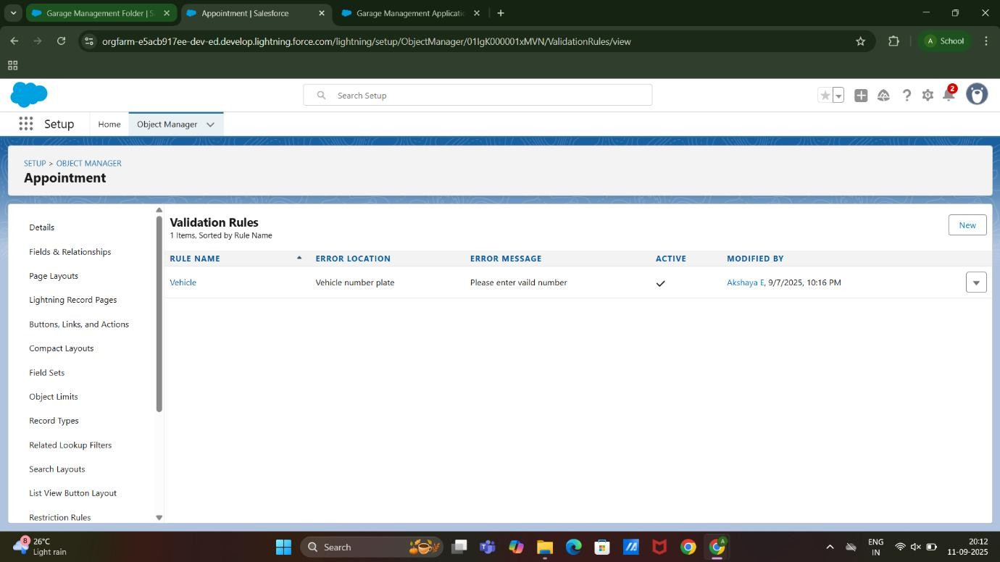 Garage Management Folder | S
Appointment | Salesforce
Garage Management Applicatio
orgfarm-e5acb917ee-dev-ed.develop.lightning.force.com/lightning/setup/ObjectManager/01IgK000001xMVN/ValidationRules/view
A School
Search Setup
2
Setup
Home
Object Manager
SETUP > OBJECT MANAGER
Appointment
Details
Fields & Relationships
Page Layouts
Lightning Record Pages
Buttons, Links, and Actions
Compact Layouts
Field Sets
Object Limits
Record Types
Related Lookup Filters
Search Layouts
List View Button Layout
Restriction Rules
Validation Rules
1 Items, Sorted by Rule Name
New
RULE NAME ERROR LOCATION ERROR MESSAGE ACTIVE MODIFIED BY
Vehicle Vehicle number plate Please enter vaild number Akshaya E, 9/7/2025, 10:16 PM
8
26°C
Light rain
Search
A
ENG
IN
20:12
11-09-2025